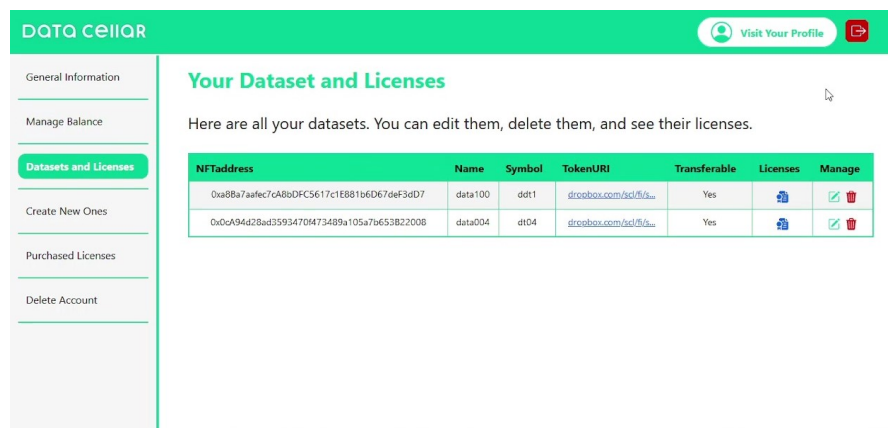 DATA CELLAR
Visit Your Profile
General Information
Manage Balance
Datasets and Licenses
Create New Ones
Purchased Licenses
Delete Account
Your Dataset and Licenses
Here are all your datasets. You can edit them, delete them, and see their licenses.
NFTaddress Name Symbol TokenURI Transferable Licenses Manage
0xa8Ba7aafec7cA8bDFC5617c1E881b6D67deF3dD7 data100 ddt1 dropbox.com/scl/fi/s... Yes
0x0cA94d28ad3593470f473489a105a7b653B22008 data004 dt04 dropbox.com/scl/fi/s... Yes